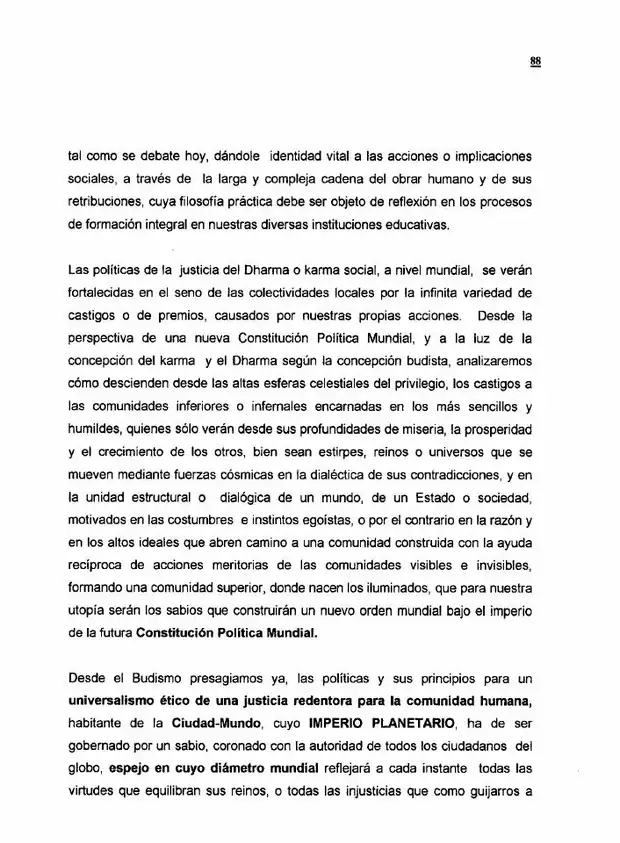 88
tal como se debate hoy, dándole identidad vital a las acciones o implicaciones
sociales, a través de la larga y compleja cadena del obrar humano y de sus
retribuciones, cuya filosofía práctica debe ser objeto de reflexión en los procesos
de formación integral en nuestras diversas instituciones educativas.
Las políticas de la justicia del Dharma o karma social, a nivel mundial, se verán
fortalecidas en el seno de las colectividades locales por la infinita variedad de
castigos o de premios, causados por nuestras propias acciones. Desde la
perspectiva de una nueva Constitución Política Mundial, y a la luz de la
concepción del karma y el Dharma según la concepción budista, analizaremos
cómo descienden desde las altas esferas celestiales del privilegio, los castigos a
las comunidades inferiores o infernales encarnadas en los más sencillos y
humildes, quienes sólo verán desde sus profundidades de miseria, la prosperidad
y el crecimiento de los otros, bien sean estirpes, reinos o universos que se
mueven mediante fuerzas cósmicas en la dialéctica de sus contradicciones, y en
la unidad estructural o dialógica de un mundo, de un Estado o sociedad,
motivados en las costumbres e instintos egoístas, o por el contrario en la razón y
en los altos ideales que abren camino a una comunidad construida con la ayuda
recíproca de acciones meritorias de las comunidades visibles e invisibles,
formando una comunidad superior, donde nacen los iluminados, que para nuestra
utopía serán los sabios que construirán un nuevo orden mundial bajo el imperio
de la futura Constitución Política Mundial.
Desde el Budismo presagiamos ya, las políticas y sus principios para un
universalismo ético de una justicia redentora para la comunidad humana,
habitante de la Ciudad-Mundo, cuyo IMPERIO PLANETARIO, ha de ser
gobernado por un sabio, coronado con la autoridad de todos los ciudadanos del
globo, espejo en cuyo diámetro mundial reflejará a cada instante todas las
virtudes que equilibran sus reinos, o todas las injusticias que como guijarros a